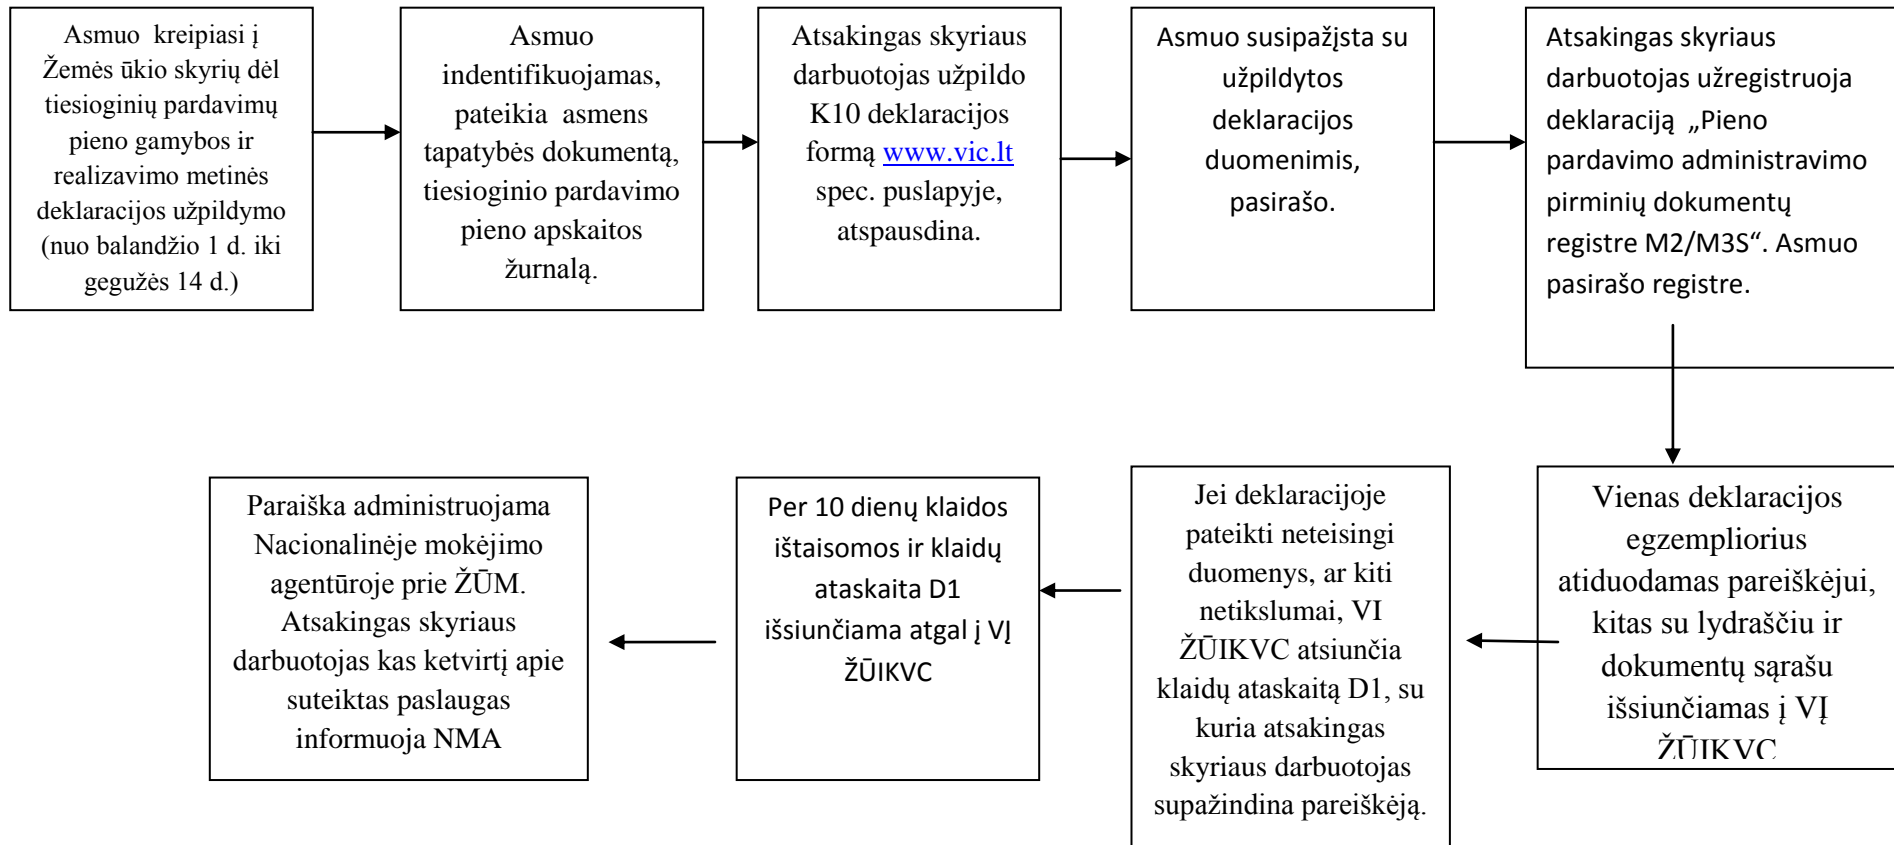 Asmuo  kreipiasi į
Žemės ūkio skyrių dėl
tiesioginių pardavimų
pieno gamybos ir
realizavimo metinės
deklaracijos užpildymo
(nuo balandžio 1 d. iki
gegužės 14 d.)
Asmuo
indentifikuojamas,
pateikia  asmens
tapatybės dokumentą,
tiesioginio pardavimo
pieno apskaitos
žurnalą.
Atsakingas skyriaus
darbuotojas užpildo
K10 deklaracijos
formą www.vic.lt
spec. puslapyje,
atspausdina.
Asmuo susipažįsta su
užpildytos
deklaracijos
duomenimis,
pasirašo.
Atsakingas skyriaus
darbuotojas užregistruoja
deklaraciją  „Pieno
pardavimo administravimo
pirminių dokumentų
registre M2/M3S“. Asmuo
pasirašo registre.
Vienas deklaracijos
egzempliorius
atiduodamas pareiškėjui,
kitas su lydraščiu ir
dokumentų sąrašu
išsiunčiamas į VĮ
ŽŪIKVC
Jei deklaracijoje
pateikti neteisingi
duomenys, ar kiti
netikslumai, VI
ŽŪIKVC atsiunčia
klaidų ataskaitą D1, su
kuria atsakingas
skyriaus darbuotojas
supažindina pareiškėją.
Per 10 dienų klaidos
ištaisomos ir klaidų
ataskaita D1
išsiunčiama atgal į VĮ
ŽŪIKVC
Paraiška administruojama
Nacionalinėje mokėjimo
agentūroje prie ŽŪM.
Atsakingas skyriaus
darbuotojas kas ketvirtį apie
suteiktas paslaugas
informuoja NMA